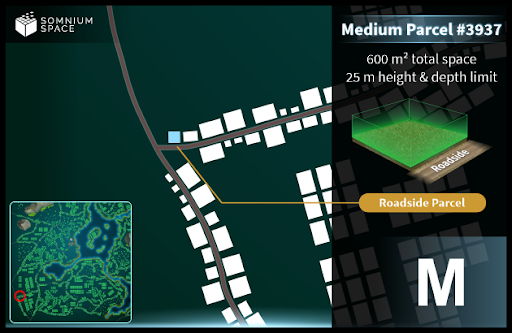 SOMNIUM
SPACE
Medium Parcel #3937
600 m² total space
25 m height & depth limit
Roadside
Roadside Parcel
M